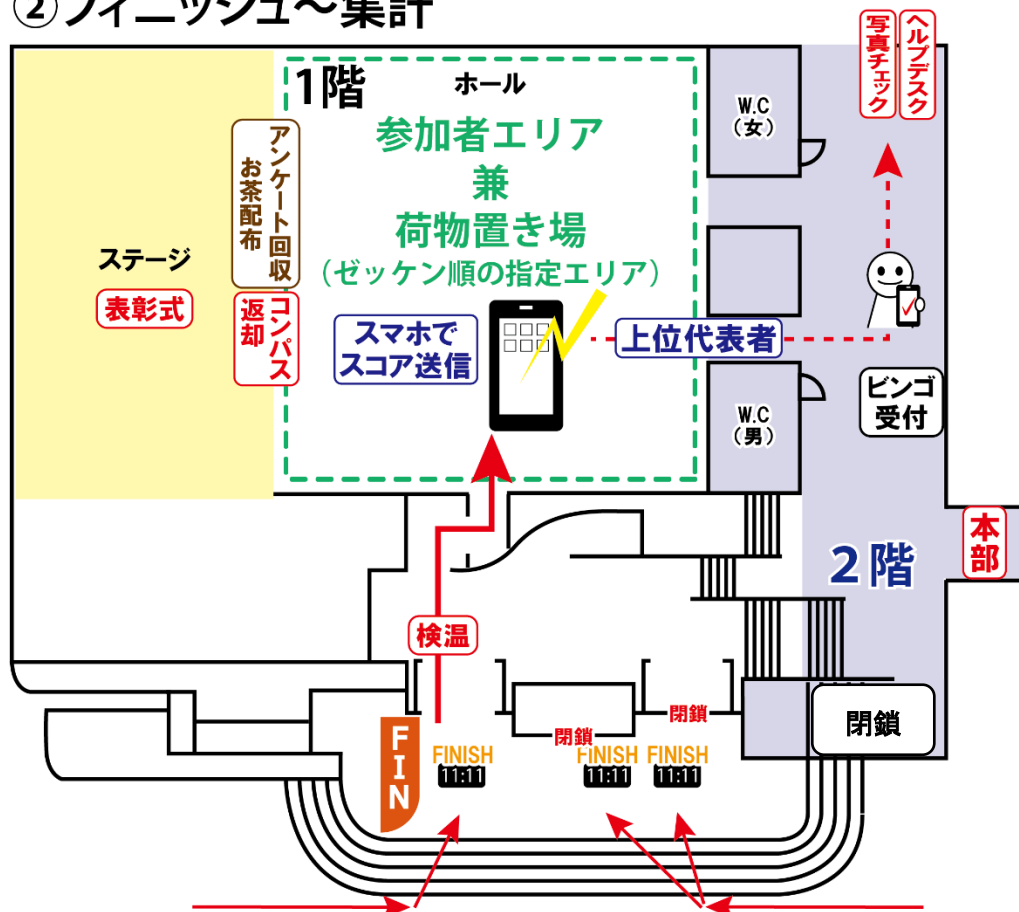 ②フィニッシュ～集計
1階
ホール
参加者エリア
兼
荷物置き場
（ゼッケン順の指定エリア）
アンケート回収
お茶配布
ステージ
表彰式
コンパス
返却
スマホで
スコア送信
上位代表者
W.C
（女）
W.C
（男）
写真チェック
ヘルプデスク
ビンゴ
受付
本部
2階
検温
閉鎖
閉鎖
閉鎖
FIN
FINISH
11:11
FINISH
11:11
FINISH
11:11